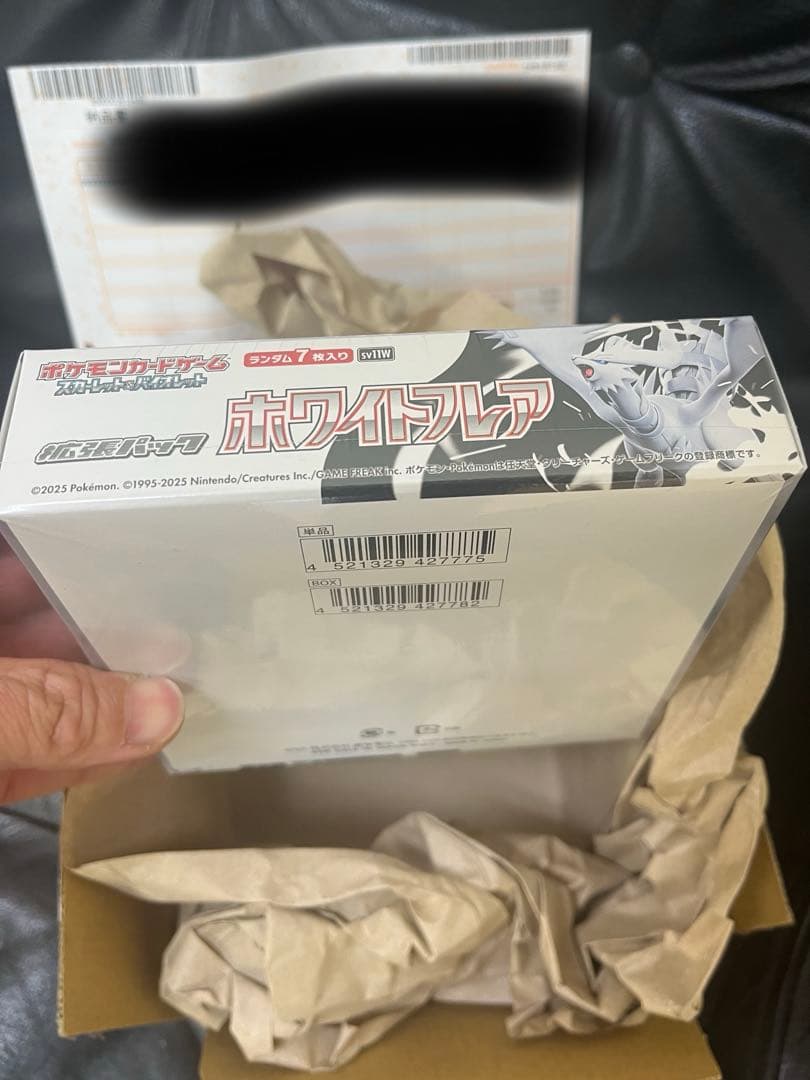 ポケモンカードゲーム
スカーレット&バイオレット
ランダム7枚入り
sv11W
拡張パック
ホワイトフレア
©2025 Pokémon. ©1995-2025 Nintendo/Creatures Inc./GAME FREAK inc. ポケモン・Pokémonは任天堂・クリーチャーズ・ゲームフリークの登録商標です。
単品
4 521329 427775
BOX
4 521329 427782